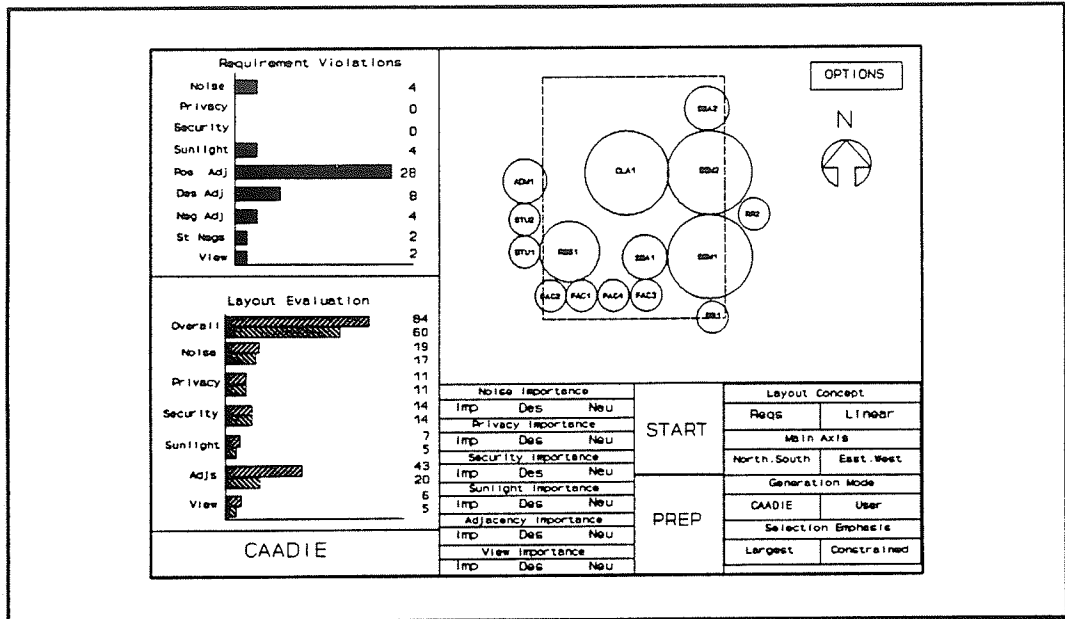 Requirement Violations
Noise 4
Privacy 0
Security 0
Sunlight 4
Pos Adj 28
Des Adj 8
Neg Adj 4
St Negs 2
View 2
Layout Evaluation
Overall 84 60
Noise 19 17
Privacy 11 11
Security 14 14
Sunlight 7 5
Adjs 43 20
View 6 5
CAADIE
OPTIONS
N
SSA2
CLA1
SSM2
ADM1
STU2
RR2
STU1
RSS1
SSA1
SSM1
FAC1
FAC4
FAC3
Noise Importance
Imp Des Neu
Privacy Importance
Imp Des Neu
Security Importance
Imp Des Neu
Sunlight Importance
Imp Des Neu
Adjacency Importance
Imp Des Neu
View Importance
Imp Des Neu
START
PREP
Layout Concept
Reqs Linear
Main Axis
North.South East.West
Generation Mode
CAADIE User
Selection Emphasis
Largest Constrained